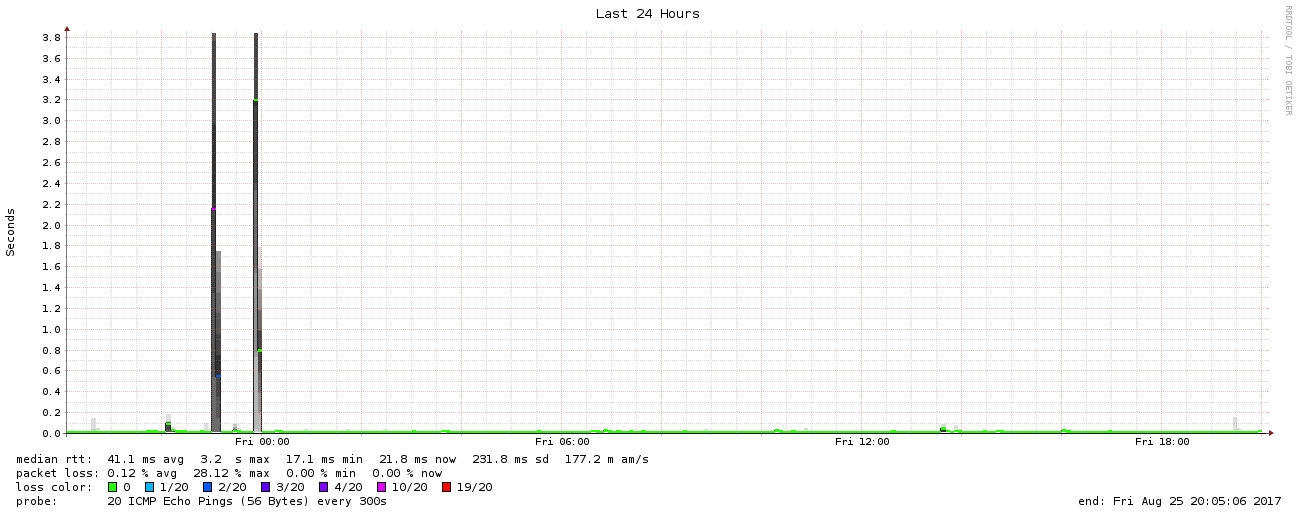 Last 24 Hours
RRDTOOL / TOBI OETIKER
Seconds
3.8
3.6
3.4
3.2
3.0
2.8
2.6
2.4
2.2
2.0
1.8
1.6
1.4
1.2
1.0
0.8
0.6
0.4
0.2
0.0
Fri 00:00 Fri 06:00 Fri 12:00 Fri 18:00
median rtt: 41.1 ms avg 3.2 s max 17.1 ms min 21.8 ms now 231.8 ms sd 177.2 m am/s
packet loss: 0.12 % avg 28.12 % max 0.00 % min 0.00 % now
loss color: 0 1/20 2/20 3/20 4/20 10/20 19/20
probe: 20 ICMP Echo Pings (56 Bytes) every 300s end: Fri Aug 25 20:05:06 2017